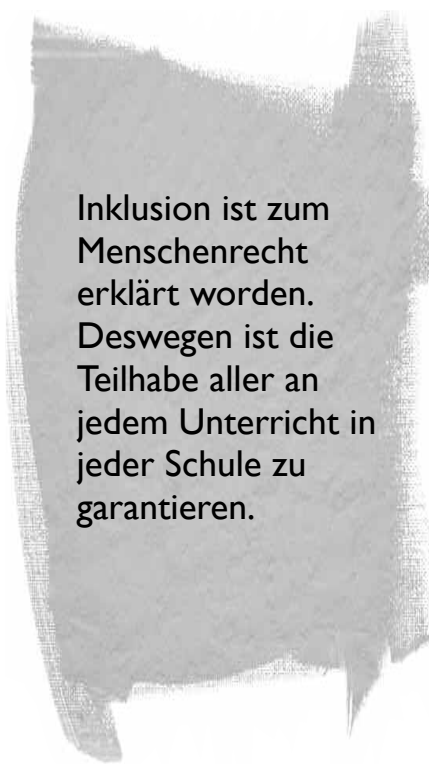 Inklusion ist zum
Menschenrecht
erklärt worden.
Deswegen ist die
Teilhabe aller an
jedem Unterricht in
jeder Schule zu
garantieren.